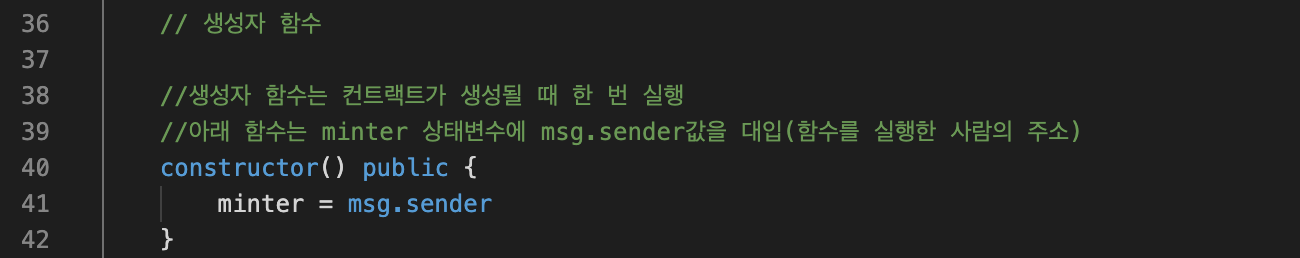 36 // 생성자 함수
37
38 //생성자 함수는 컨트랙트가 생성될 때 한 번 실행
39 //아래 함수는 minter 상태변수에 msg.sender값을 대입(함수를 실행한 사람의 주소)
40 constructor() public {
41 minter = msg.sender
42 }